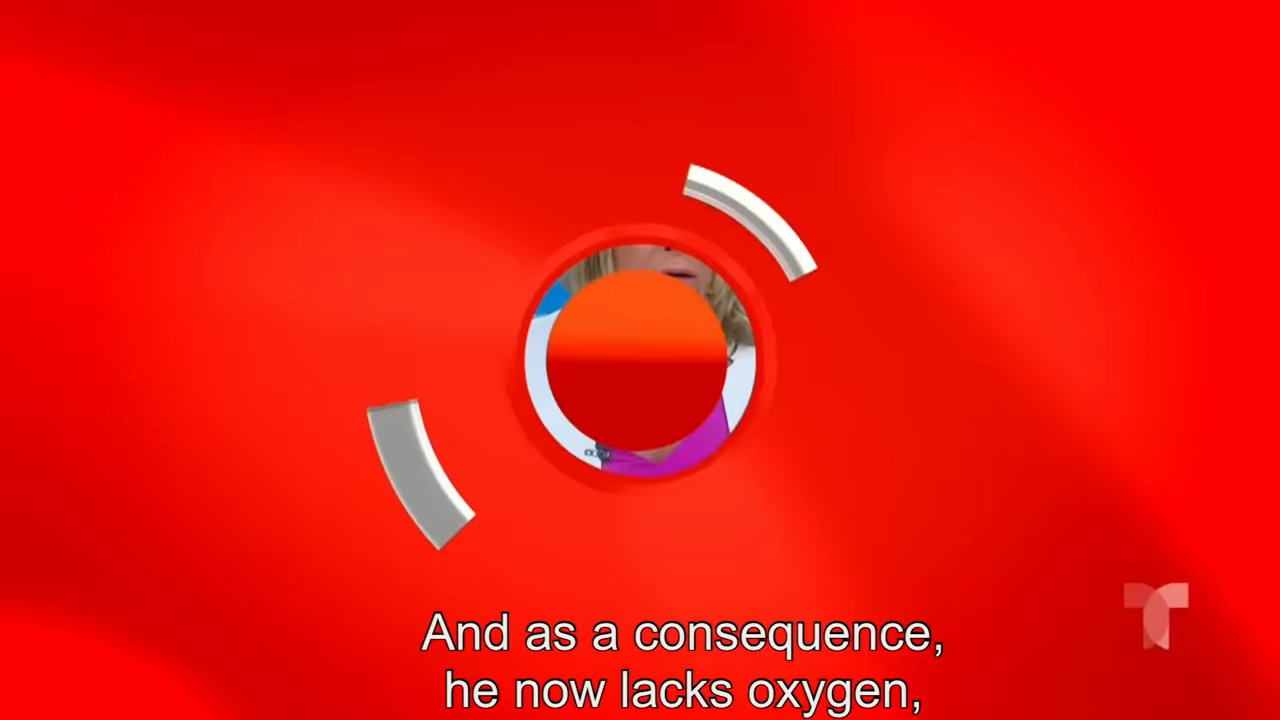 And as a consequence,
he now lacks oxygen,